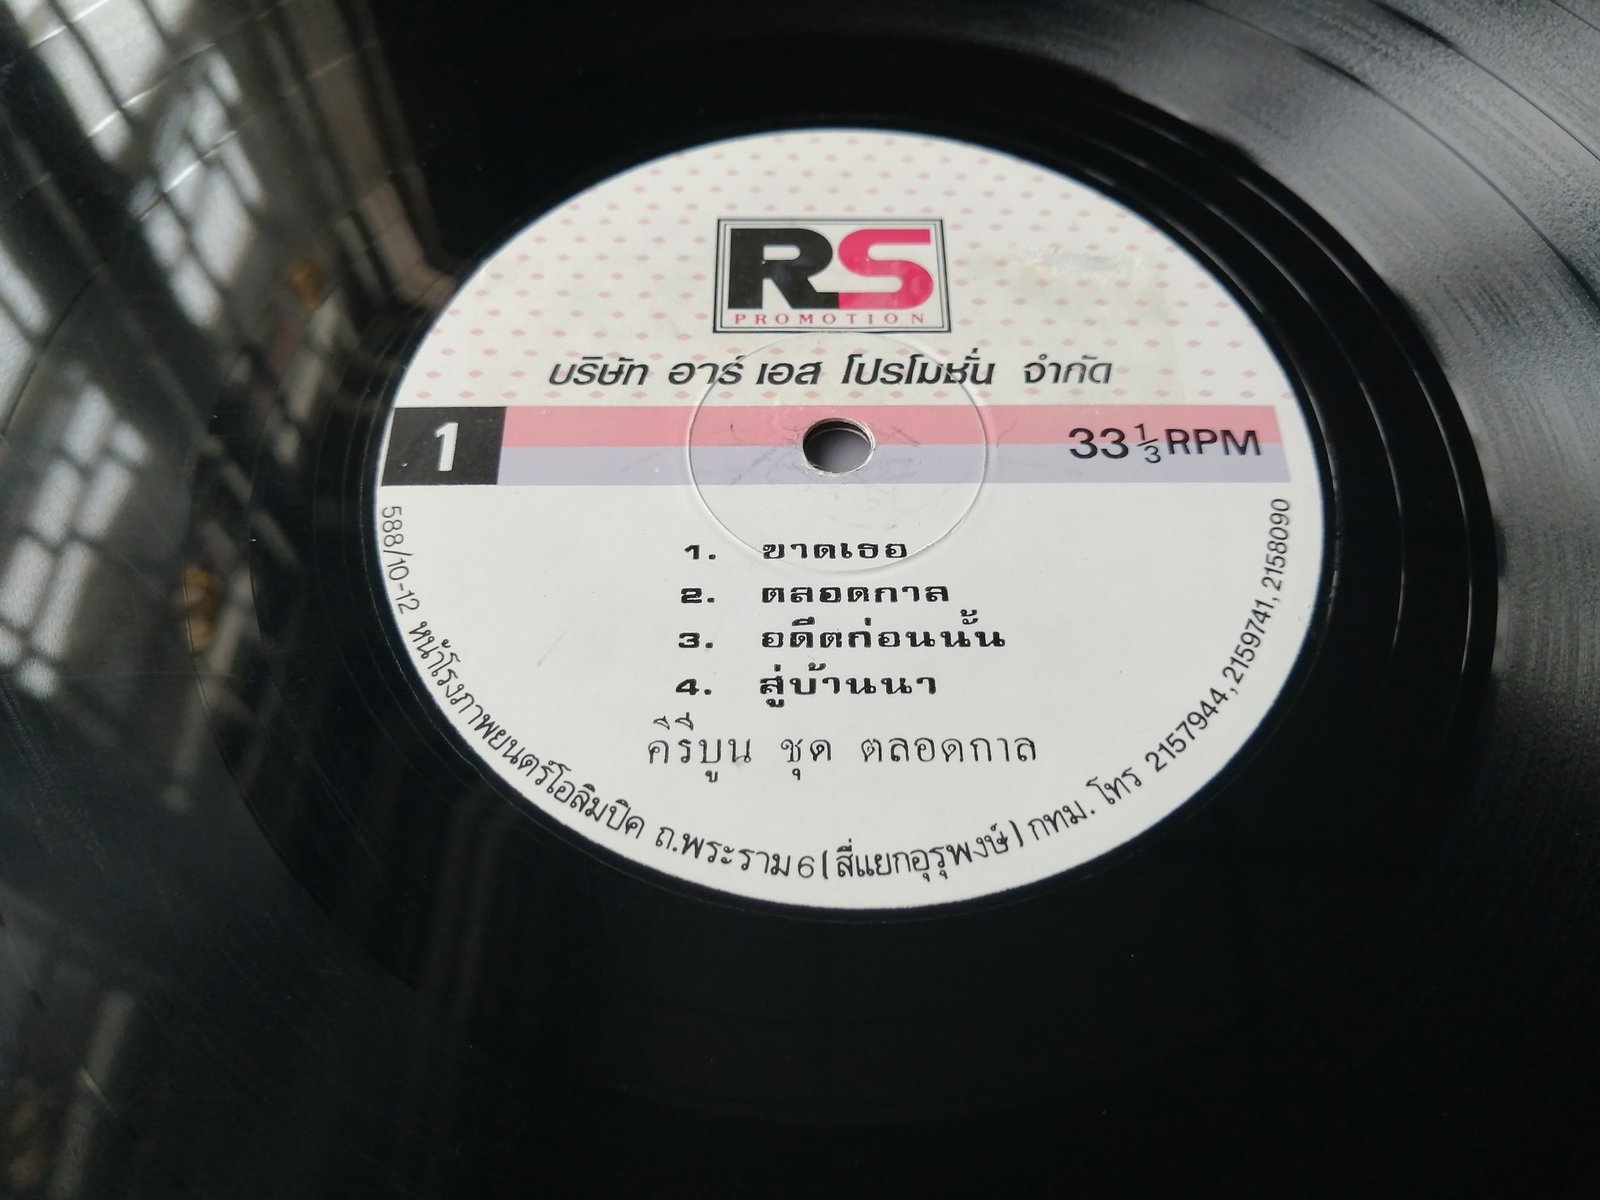 RS
PROMOTION
บริษัท อาร์ เอส โปรโมชั่น จำกัด
1
33 1/3 RPM
1. ขาดเธอ
2. ตลอดกาล
3. อดีตก่อนนั้น
4. สู่บ้านนา
คีรีบูน ชุด ตลอดกาล
588/10-12 หน้าโรงภาพยนตร์โอลิมปิค ถ.พระราม 6 (สี่แยกอุรุพงษ์) กทม. โทร 2157944, 2159741, 2158090